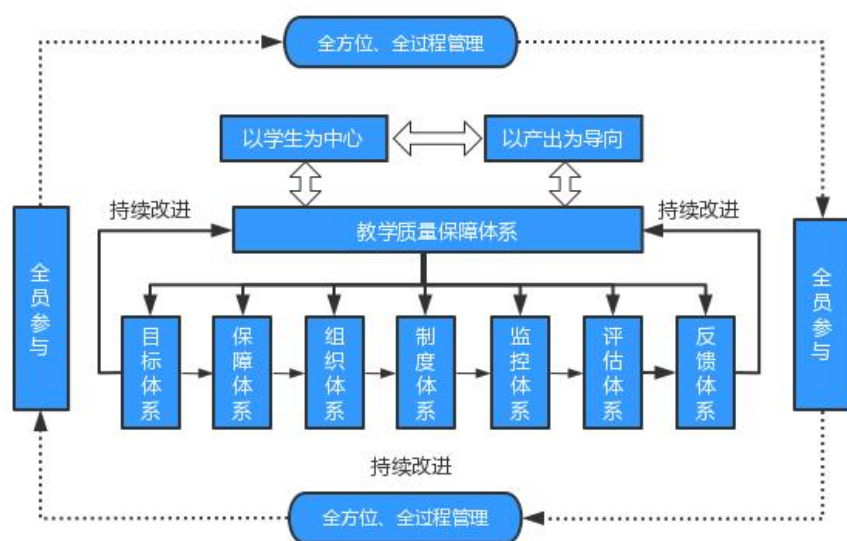 全方位、全过程管理
以学生为中心
以产出为导向
持续改进
持续改进
教学质量保障体系
全员参与
全员参与
目标体系
保障体系
组织体系
制度体系
监控体系
评估体系
反馈体系
持续改进
全方位、全过程管理